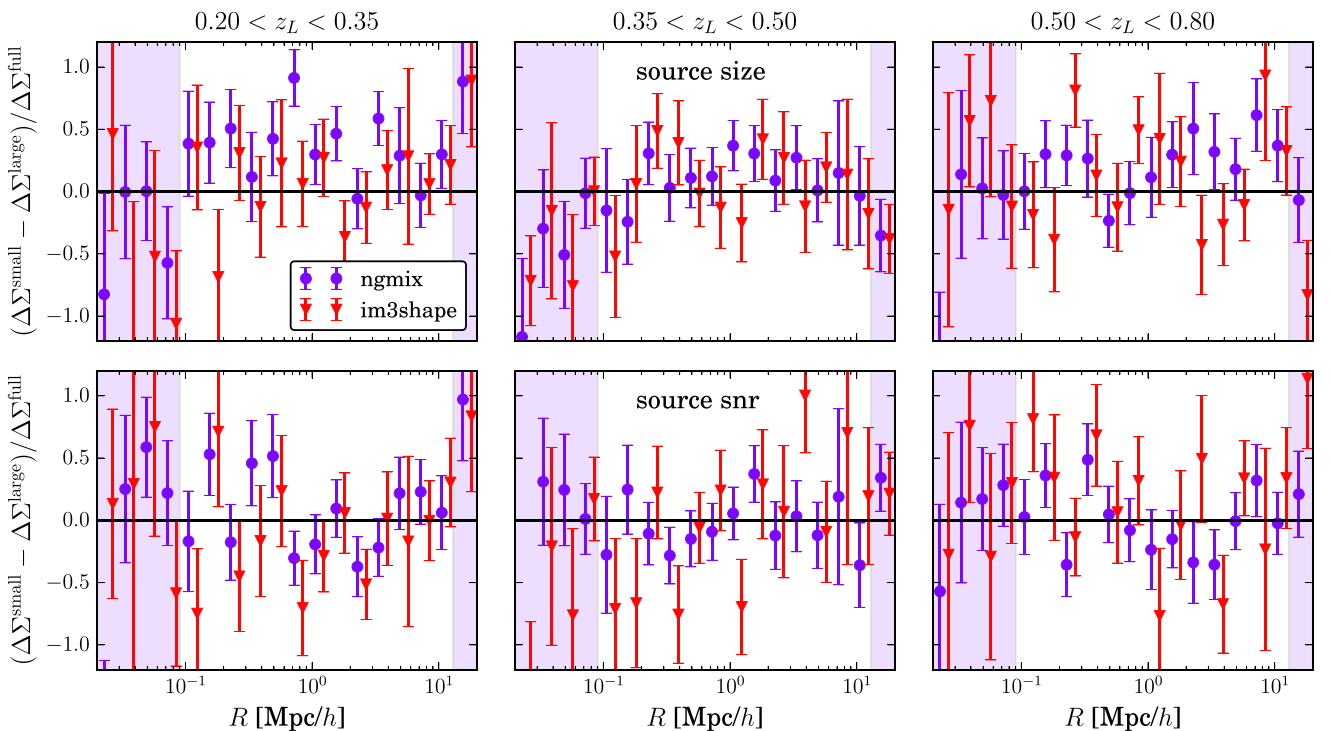 0.20 < z_L < 0.35
0.35 < z_L < 0.50
0.50 < z_L < 0.80
(ΔΣ^small − ΔΣ^large)/ΔΣ^full
1.0
0.5
0.0
−0.5
−1.0
ngmix
im3shape
source size
(ΔΣ^small − ΔΣ^large)/ΔΣ^full
1.0
0.5
0.0
−0.5
−1.0
source snr
10^−1
10^0
10^1
10^−1
10^0
10^1
10^−1
10^0
10^1
R [Mpc/h]
R [Mpc/h]
R [Mpc/h]